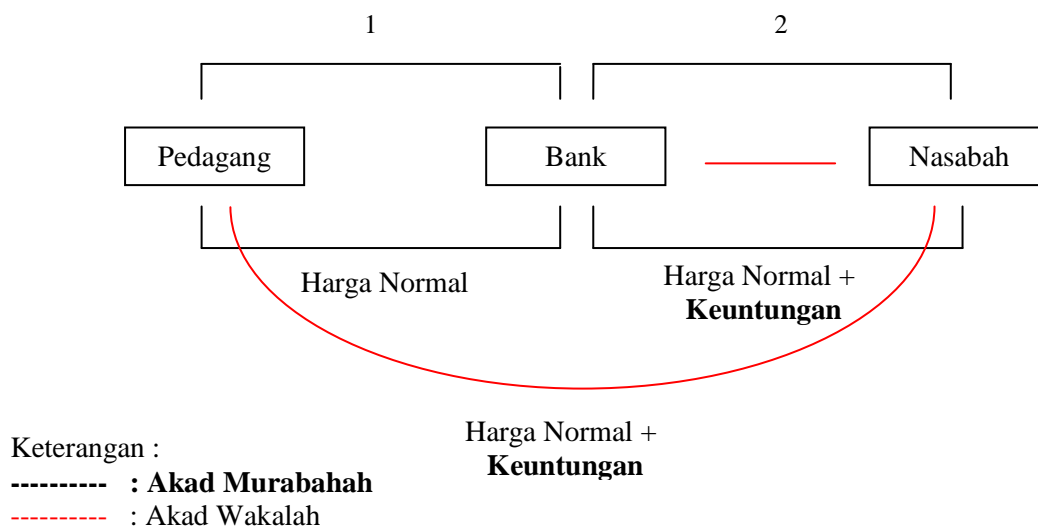 1 2
Pedagang Bank Nasabah
Harga Normal
Harga Normal +
Keuntungan
Harga Normal +
Keuntungan
Keterangan :
---------- : Akad Murabahah
---------- : Akad Wakalah